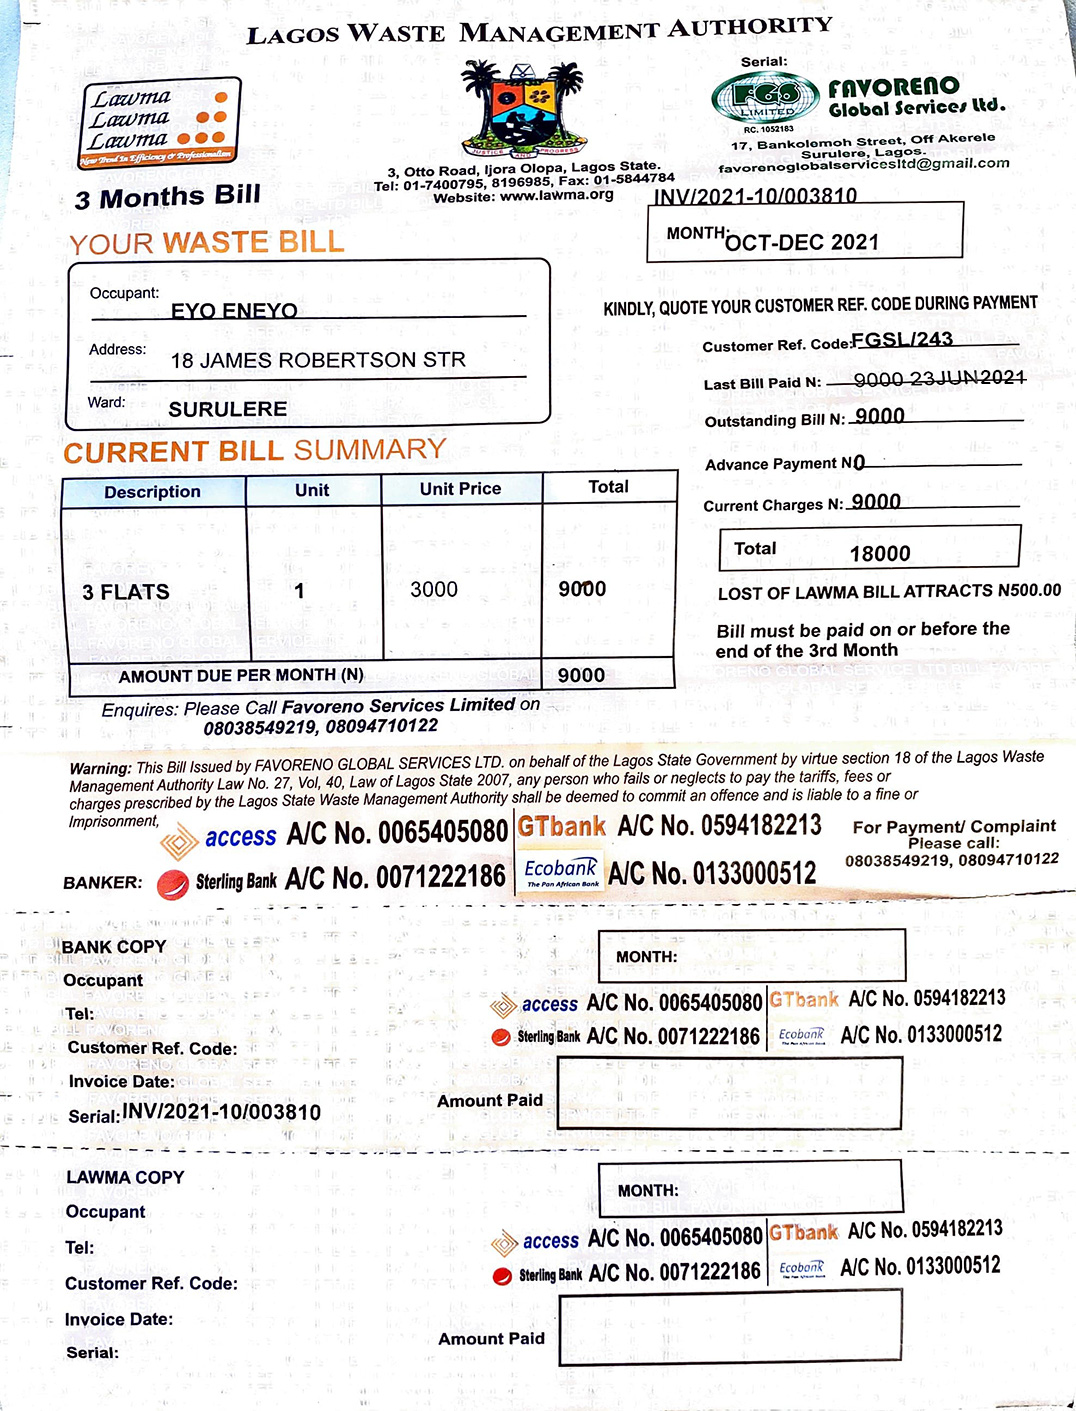 LAGOS WASTE MANAGEMENT AUTHORITY
Lawma
Lawma
Lawma
New Trend In Efficiency & Professionalism
3 Months Bill
JUSTICE AND PROGRESS
3, Otto Road, Ijora Olopa, Lagos State.
Tel: 01-7400795, 8196985, Fax: 01-5844784
Website: www.lawma.org
Serial:
FGS
LIMITED
RC. 1052183
FAVORENO
Global Services Ltd.
17, Bankolemoh Street, Off Akerele
Surulere, Lagos.
favorenoglobalservicesltd@gmail.com
INV/2021-10/003810
MONTH: OCT-DEC 2021
YOUR WASTE BILL
Occupant: EYO ENEYO
Address: 18 JAMES ROBERTSON STR
Ward: SURULERE
KINDLY, QUOTE YOUR CUSTOMER REF. CODE DURING PAYMENT
Customer Ref. Code: FGSL/243
Last Bill Paid N: 9000 23JUN2021
Outstanding Bill N: 9000
Advance Payment N 0
Current Charges N: 9000
Total 18000
LOST OF LAWMA BILL ATTRACTS N500.00
Bill must be paid on or before the
end of the 3rd Month
CURRENT BILL SUMMARY
Description Unit Unit Price Total
3 FLATS 1 3000 9000
AMOUNT DUE PER MONTH (N) 9000
Enquires: Please Call Favoreno Services Limited on
08038549219, 08094710122
Warning: This Bill Issued by FAVORENO GLOBAL SERVICES LTD. on behalf of the Lagos State Government by virtue section 18 of the Lagos Waste
Management Authority Law No. 27, Vol, 40, Law of Lagos State 2007, any person who fails or neglects to pay the tariffs, fees or
charges prescribed by the Lagos State Waste Management Authority shall be deemed to commit an offence and is liable to a fine or
Imprisonment,
access A/C No. 0065405080 GTbank A/C No. 0594182213
BANKER: Sterling Bank A/C No. 0071222186 Ecobank The Pan African Bank A/C No. 0133000512
For Payment/ Complaint
Please call:
08038549219, 08094710122
BANK COPY
MONTH:
Occupant
Tel:
Customer Ref. Code:
Invoice Date:
Serial: INV/2021-10/003810
access A/C No. 0065405080 GTbank A/C No. 0594182213
Sterling Bank A/C No. 0071222186 Ecobank The Pan African Bank A/C No. 0133000512
Amount Paid
LAWMA COPY
MONTH:
Occupant
Tel:
Customer Ref. Code:
Invoice Date:
Serial:
access A/C No. 0065405080 GTbank A/C No. 0594182213
Sterling Bank A/C No. 0071222186 Ecobank The Pan African Bank A/C No. 0133000512
Amount Paid